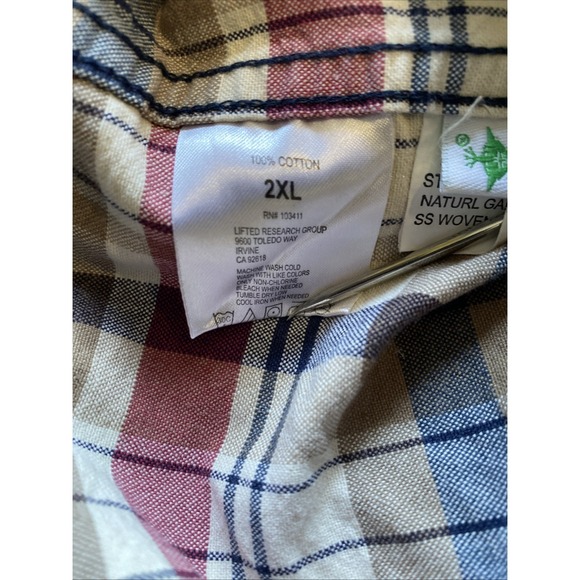 100% COTTON
2XL
RN# 103411
LIFTED RESEARCH GROUP
9600 TOLEDO WAY
IRVINE
CA 92618
MACHINE WASH COLD
WASH WITH LIKE COLORS
ONLY NON-CHLORINE
BLEACH WHEN NEEDED
TUMBLE DRY LOW
COOL IRON WHEN NEEDED
30C
ST
NATURL GA
SS WOVEN